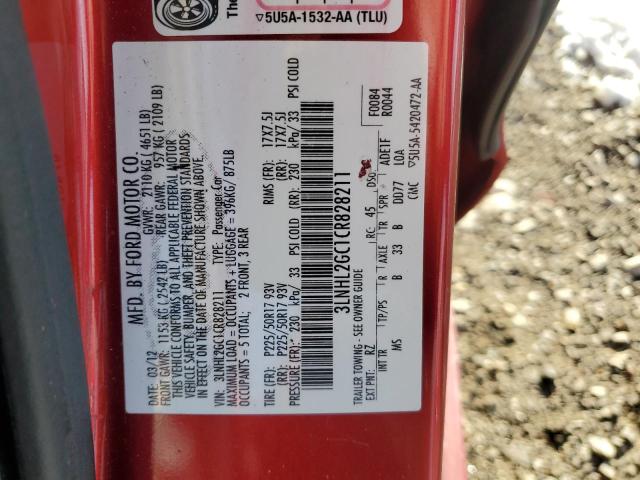 The
▽5U5A-1532-AA (TLU)
MFD. BY FORD MOTOR CO.
DATE: 03/12 GVWR: 2110 KG ( 4651 LB)
FRONT GAWR: 1153 KG ( 2542 LB) REAR GAWR: 957 KG ( 2109 LB)
THIS VEHICLE CONFORMS TO ALL APPLICABLE FEDERAL MOTOR
VEHICLE SAFETY, BUMPER, AND THEFT PREVENTION STANDARDS
IN EFFECT ON THE DATE OF MANUFACTURE SHOWN ABOVE.
VIN: 3LNHL2GC1CR828211 TYPE: Passenger Car
MAXIMUM LOAD = OCCUPANTS + LUGGAGE = 396KG/ 875LB
OCCUPANTS = 5 TOTAL; 2 FRONT, 3 REAR
TIRE (FR): P225/50R17 93V RIMS (FR): 17X7.5J
(RR): P225/50R17 93V (RR): 17X7.5J
PRESSURE (FR): 230 kPa/ 33 PSI COLD (RR): 230 kPa/ 33 PSI COLD
3LNHL2GC1CR828211
F0084
R0044
TRAILER TOWING - SEE OWNER GUIDE
EXT PNT: RZ RC: 45 DSO:
INT TR TP/PS R AXLE TR SPR ADE1F
MS B 33 B DD77 LOA
CMC ▽5U5A-5420472-AA